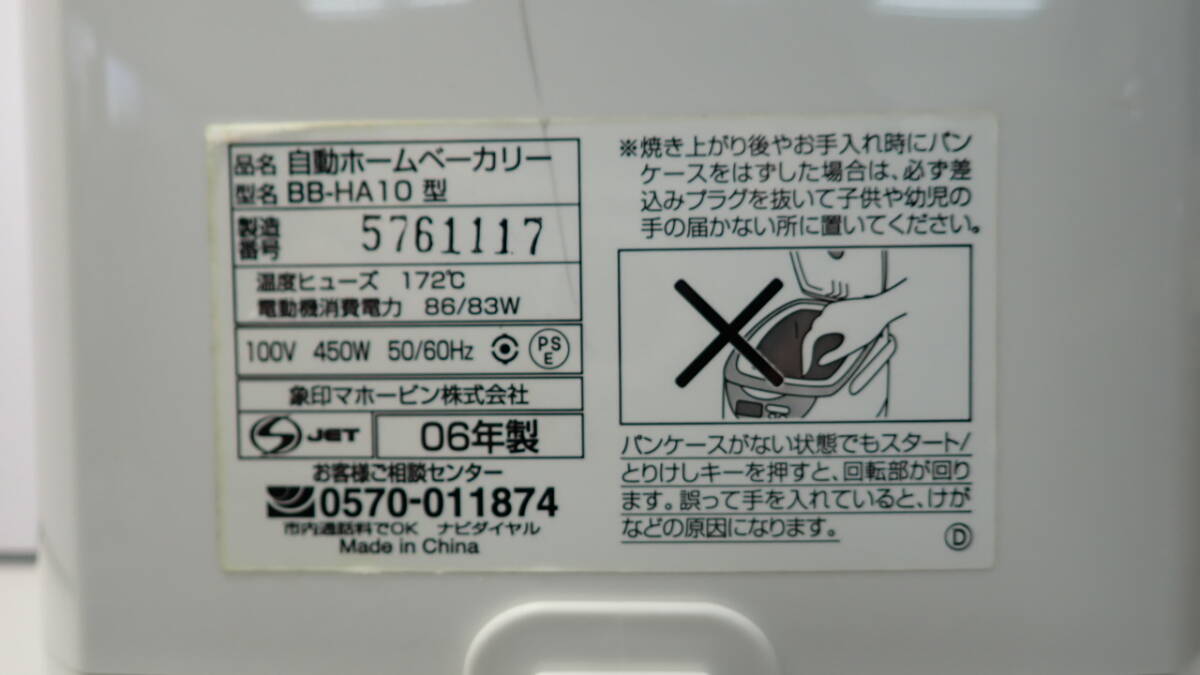 品名 自動ホームベーカリー
型名 BB-HA10 型
製造番号 5761117
温度ヒューズ 172℃
電動機消費電力 86/83W
100V 450W 50/60Hz PSE
象印マホービン株式会社
S JET 06年製
お客様ご相談センター
0570-011874
市内通話料でOK ナビダイヤル
Made in China
※焼き上がり後やお手入れ時にパン
ケースをはずした場合は、必ず差
込みプラグを抜いて子供や幼児の
手の届かない所に置いてください。
パンケースがない状態でもスタート/
とりけしキーを押すと、回転部が回り
ます。誤って手を入れていると、けが
などの原因になります。
D